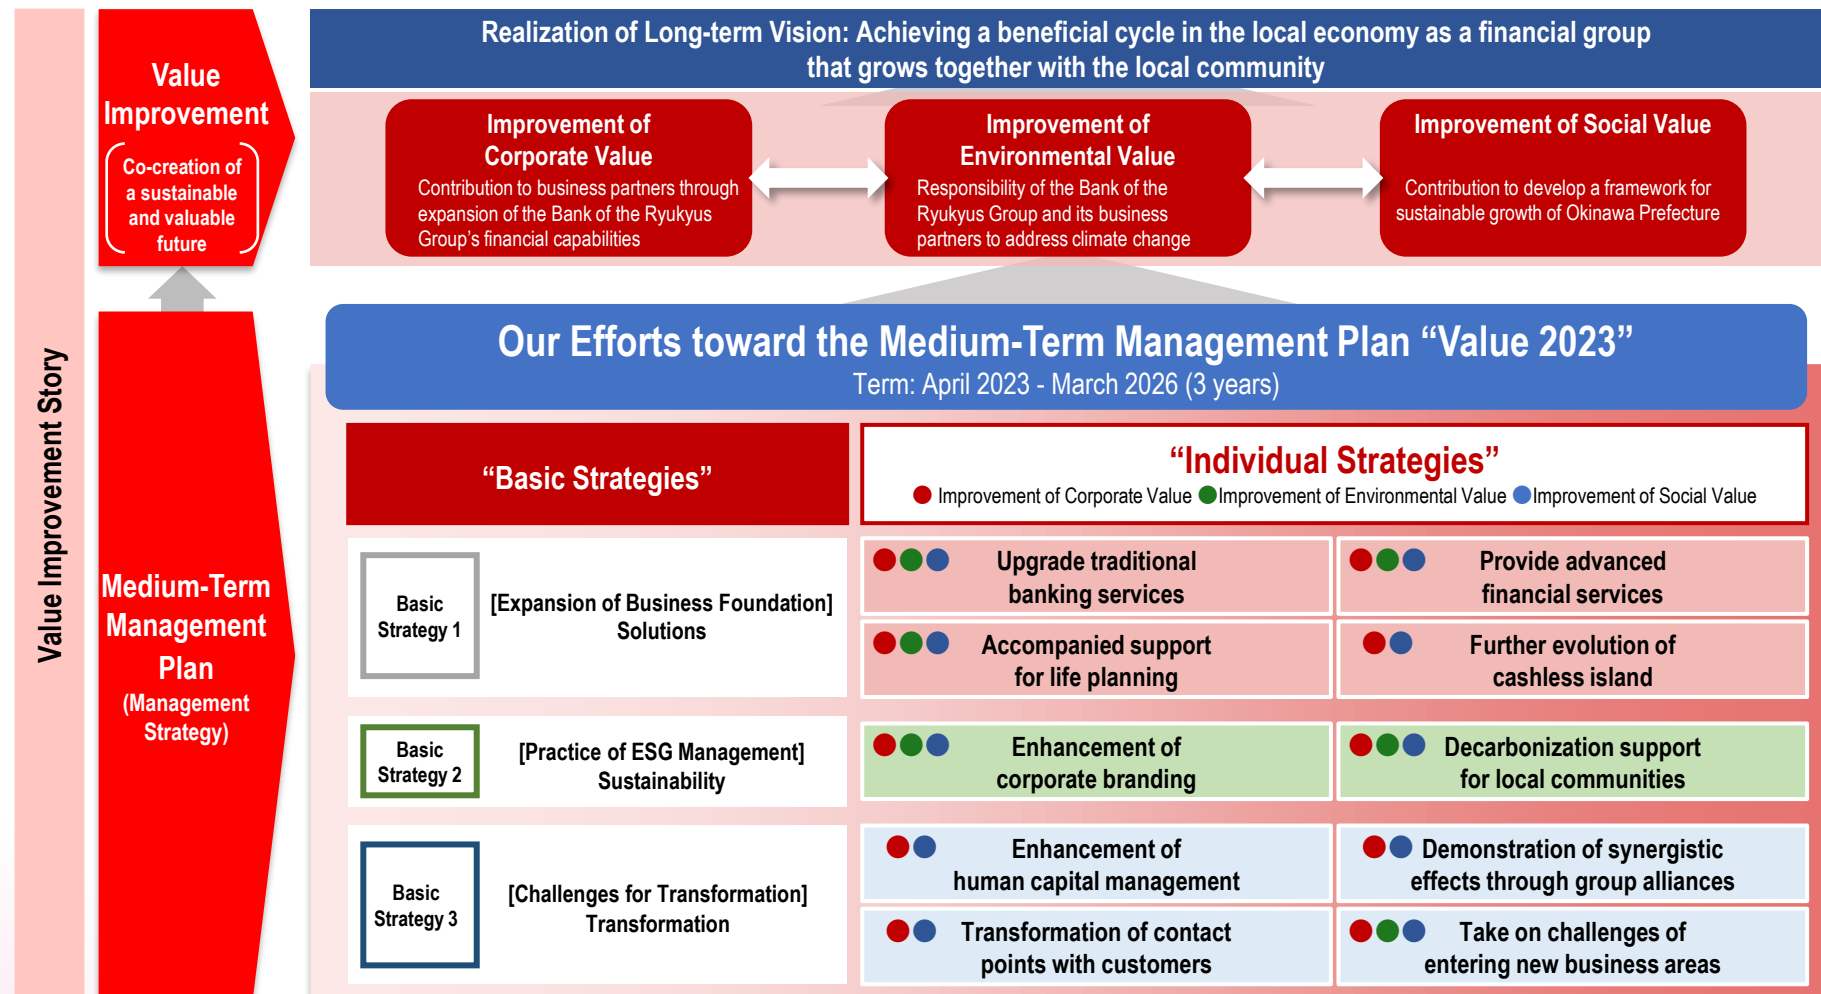 Value Improvement Story
Value
Improvement
Co-creation of
a sustainable
and valuable
future
Realization of Long-term Vision: Achieving a beneficial cycle in the local economy as a financial group
that grows together with the local community
Improvement of
Corporate Value
Contribution to business partners through
expansion of the Bank of the Ryukyus
Group's financial capabilities
Improvement of
Environmental Value
Responsibility of the Bank of the
Ryukyus Group and its business
partners to address climate change
Improvement of Social Value
Contribution to develop a framework for
sustainable growth of Okinawa Prefecture
Medium-Term
Management
Plan
(Management
Strategy)
Our Efforts toward the Medium-Term Management Plan “Value 2023”
Term: April 2023 - March 2026 (3 years)
“Basic Strategies”
“Individual Strategies”
Improvement of Corporate Value Improvement of Environmental Value Improvement of Social Value
Basic
Strategy 1
[Expansion of Business Foundation]
Solutions
Upgrade traditional
banking services
Provide advanced
financial services
Accompanied support
for life planning
Further evolution of
cashless island
Basic
Strategy 2
[Practice of ESG Management]
Sustainability
Enhancement of
corporate branding
Decarbonization support
for local communities
Basic
Strategy 3
[Challenges for Transformation]
Transformation
Enhancement of
human capital management
Demonstration of synergistic
effects through group alliances
Transformation of contact
points with customers
Take on challenges of
entering new business areas